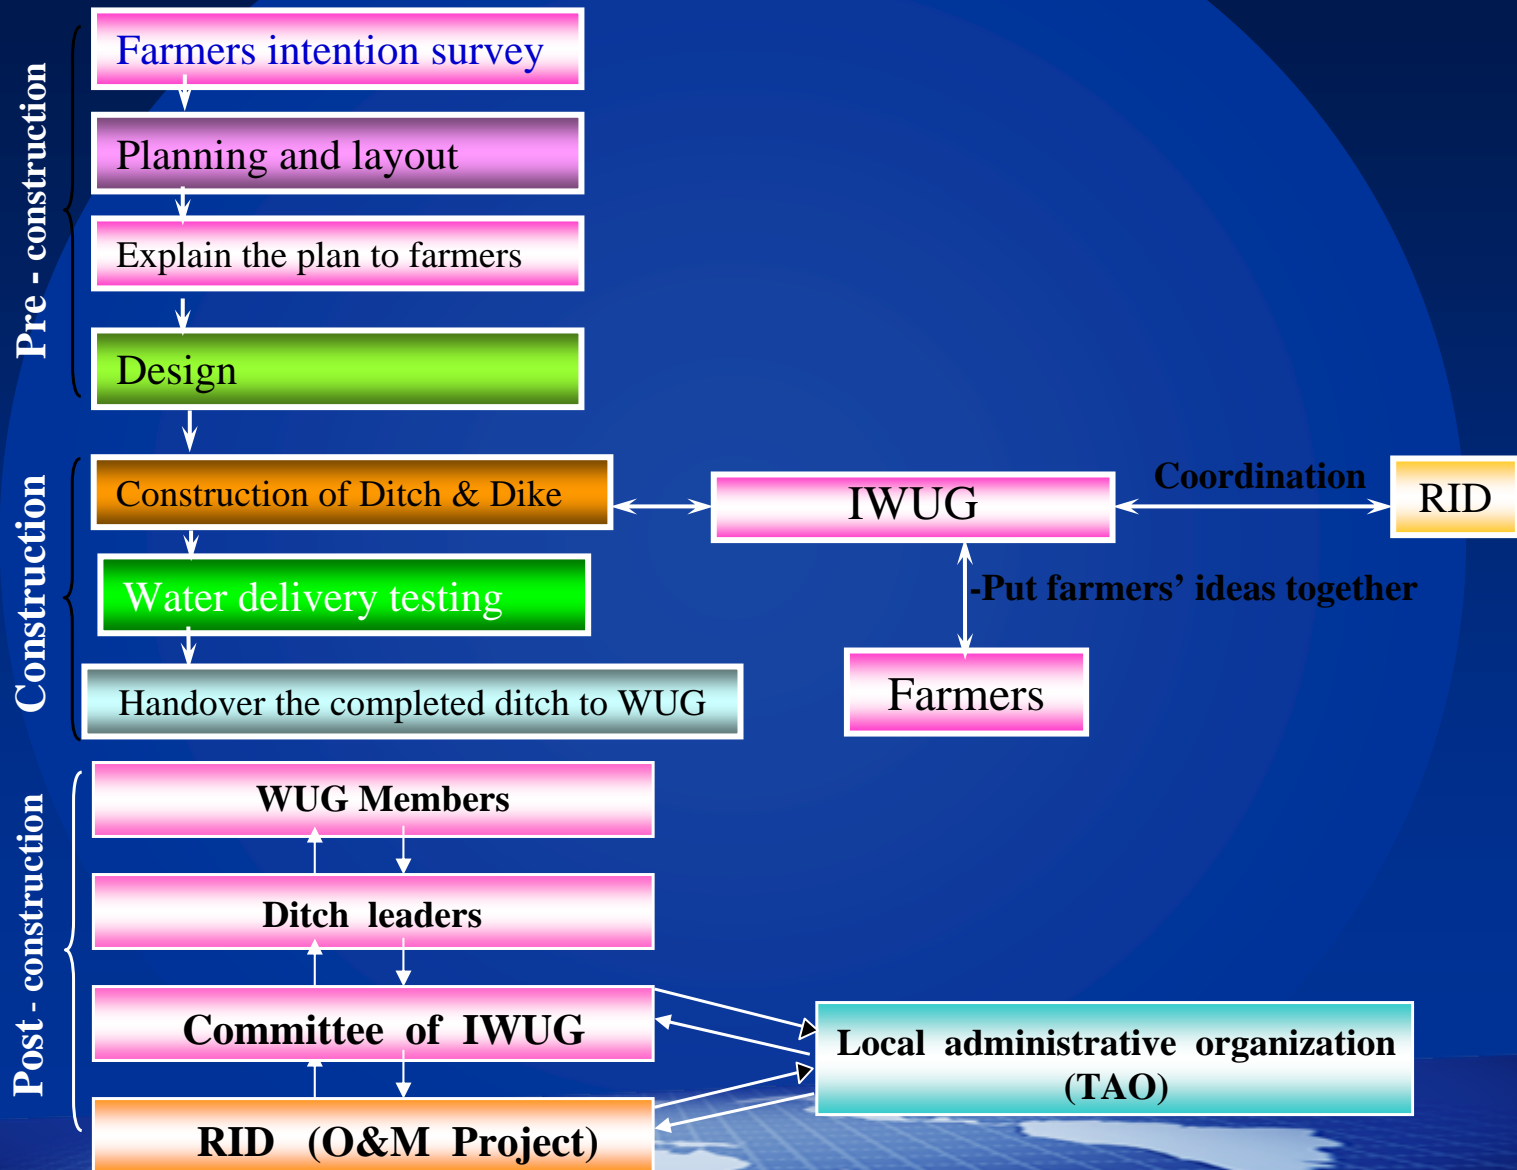 Pre - construction
Farmers intention survey
Planning and layout
Explain the plan to farmers
Design
Construction
Construction of Ditch & Dike
IWUG
Coordination
RID
Water delivery testing
-Put farmers’ ideas together
Handover the completed ditch to WUG
Farmers
Post - construction
WUG Members
Ditch leaders
Committee of IWUG
Local administrative organization
(TAO)
RID (O&M Project)